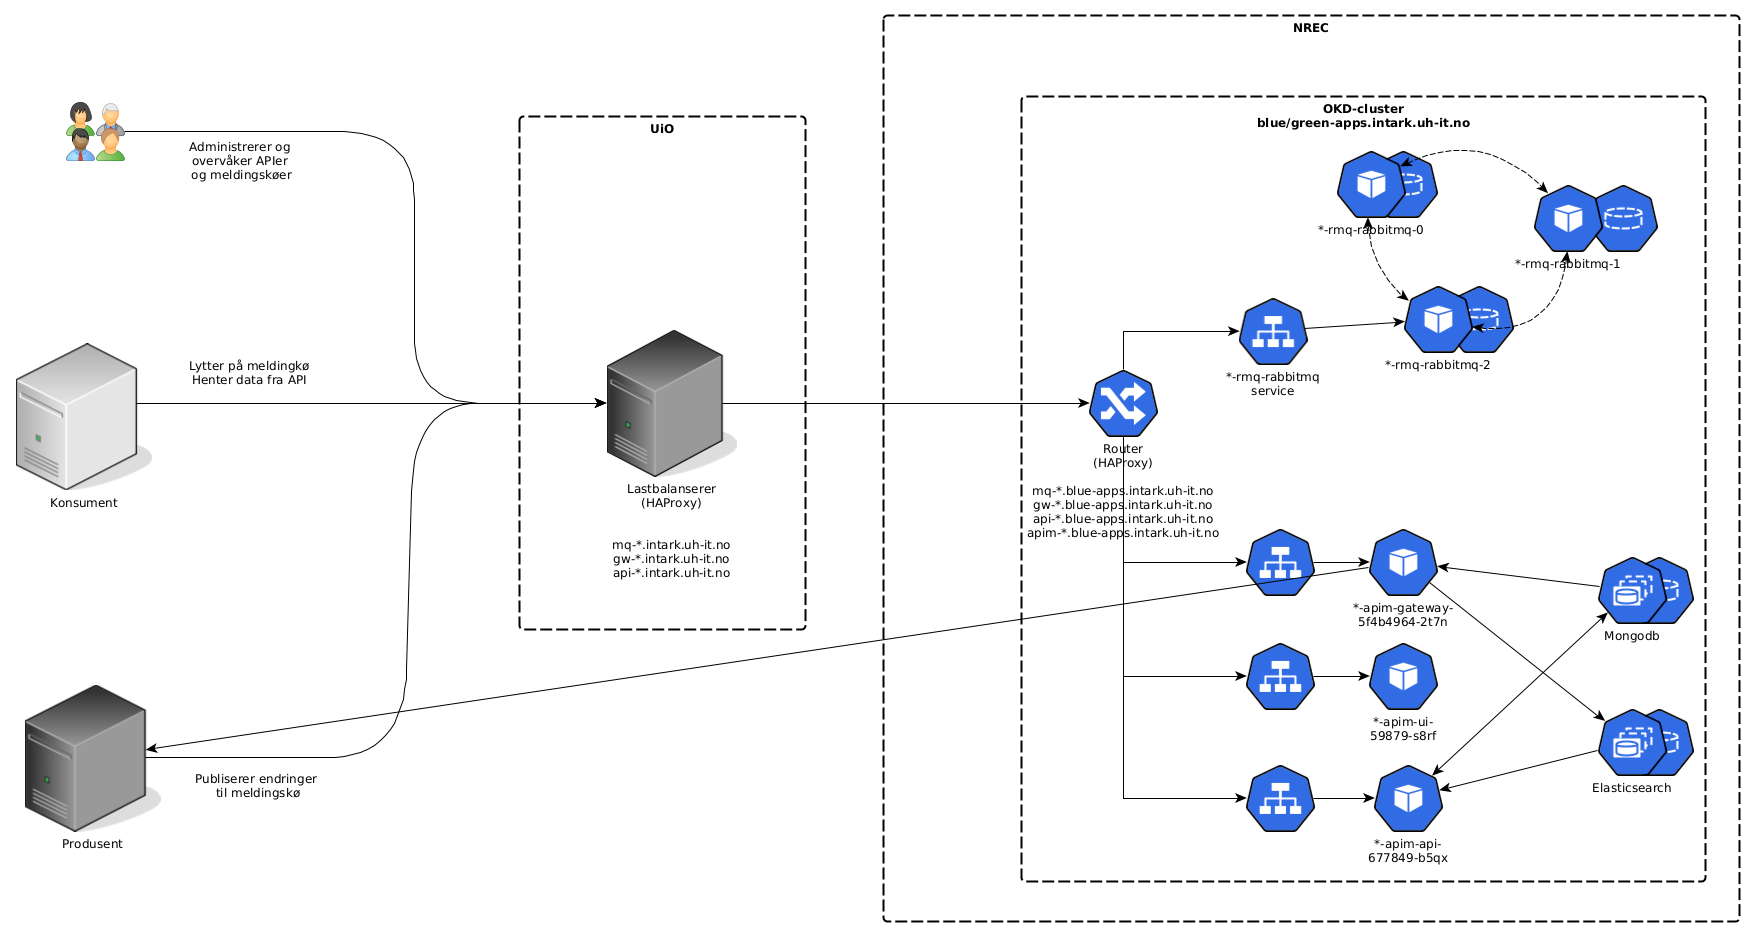 NREC
OKD-cluster
blue/green-apps.intark.uh-it.no
UiO
Administrerer og
overvåker APIer
og meldingskøer
*-rmq-rabbitmq-0
*-rmq-rabbitmq-1
*-rmq-rabbitmq-2
*-rmq-rabbitmq
service
Lytter på meldingkø
Henter data fra API
Konsument
Lastbalanserer
(HAProxy)
mq-*.intark.uh-it.no
gw-*.intark.uh-it.no
api-*.intark.uh-it.no
Router
(HAProxy)
mq-*.blue-apps.intark.uh-it.no
gw-*.blue-apps.intark.uh-it.no
api-*.blue-apps.intark.uh-it.no
apim-*.blue-apps.intark.uh-it.no
*-apim-gateway-
5f4b4964-2t7n
Mongodb
*-apim-ui-
59879-s8rf
Elasticsearch
*-apim-api-
677849-b5qx
Publiserer endringer
til meldingskø
Produsent